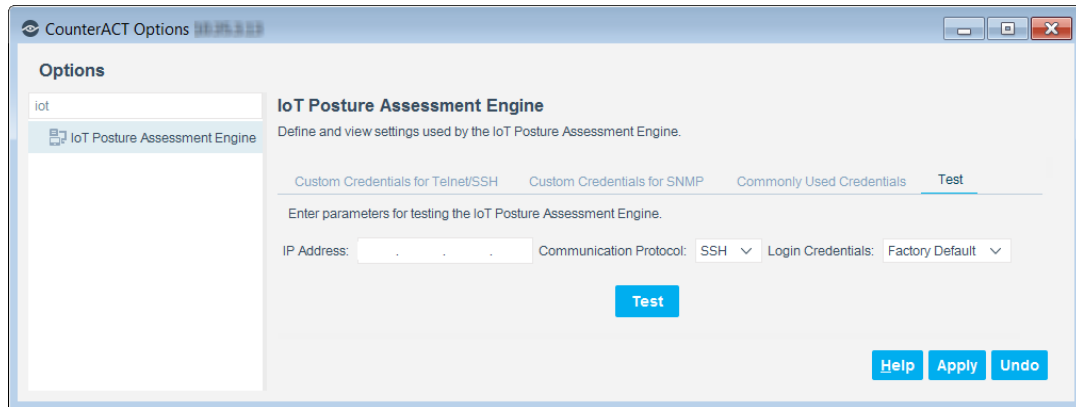 CounterACT Options
Options
iot
IoT Posture Assessment Engine
IoT Posture Assessment Engine
Define and view settings used by the IoT Posture Assessment Engine.
Custom Credentials for Telnet/SSH Custom Credentials for SNMP Commonly Used Credentials Test
Enter parameters for testing the IoT Posture Assessment Engine.
IP Address: . . . Communication Protocol: SSH Login Credentials: Factory Default
Test
Help Apply Undo